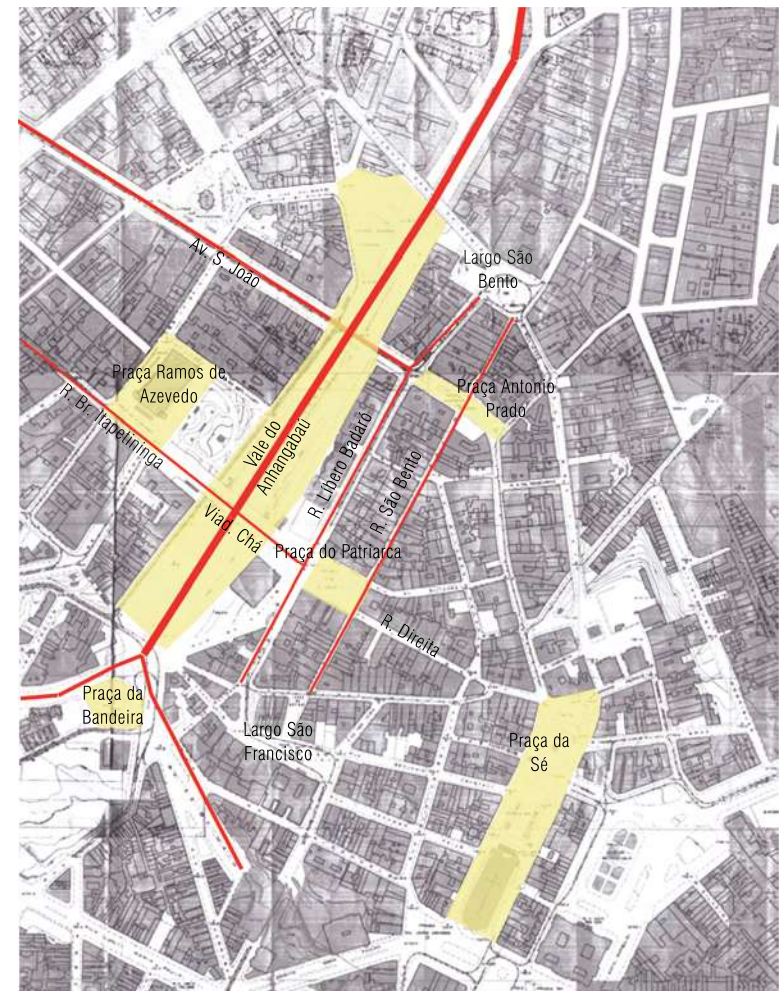 Largo São
Bento
Av. S. João
Praça Ramos de
Azevedo
Praça Antonio
Prado
R. Br. Itapetininga
Vale do
Anhangabaú
R. Líbero Badaró
R. São Bento
Viad. Chá
Praça do Patriarca
R. Direita
Praça da
Bandeira
Largo São
Francisco
Praça da
Sé